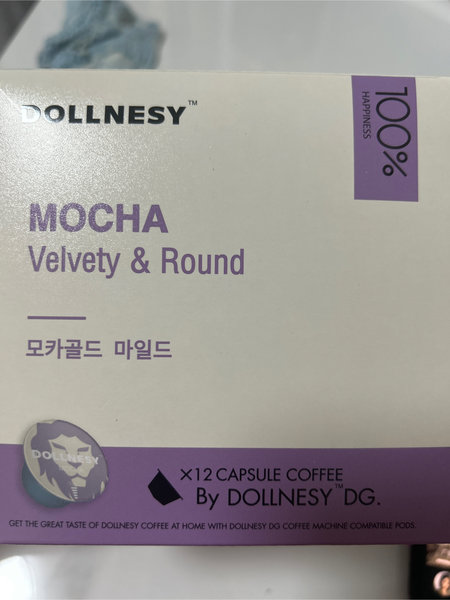 DOLLNESY™
100%
HAPPINESS
MOCHA
Velvety & Round
모카골드 마일드
DOLLNESY
×12 CAPSULE COFFEE
By DOLLNESY™ DG.
GET THE GREAT TASTE OF DOLLNESY COFFEE AT HOME WITH DOLLNESY DG COFFEE MACHINE COMPATIBLE PODS.